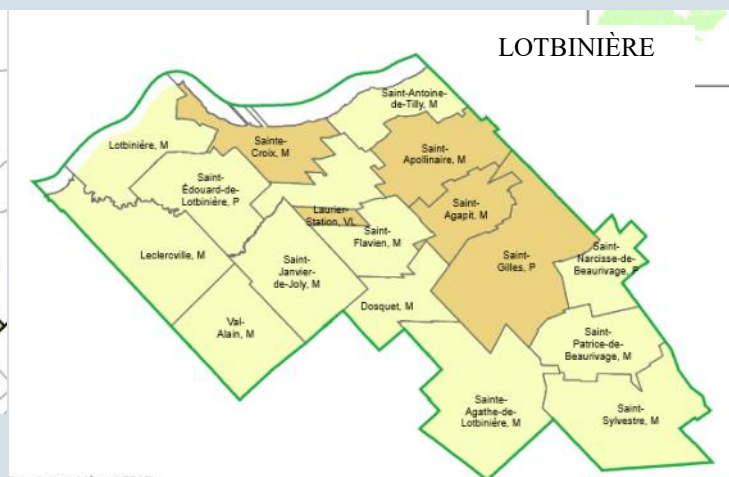 LOTBINIÈRE
Saint-Antoine-
de-Tilly, M
Lotbinière, M
Sainte-
Croix, M
Saint-
Apollinaire, M
Saint-
Édouard-de-
Lotbinière, P
Saint-
Agapit, M
Laurier-
Station, VL
Saint-
Flavien, M
Leclercville, M
Saint-
Janvier-
de-Joly, M
Saint-
Gilles, P
Saint-
Narcisse-de-
Beaurivage, P
Dosquet, M
Val-
Alain, M
Saint-
Patrice-de-
Beaurivage, M
Sainte-
Agathe-de-
Lotbinière, M
Saint-
Sylvestre, M